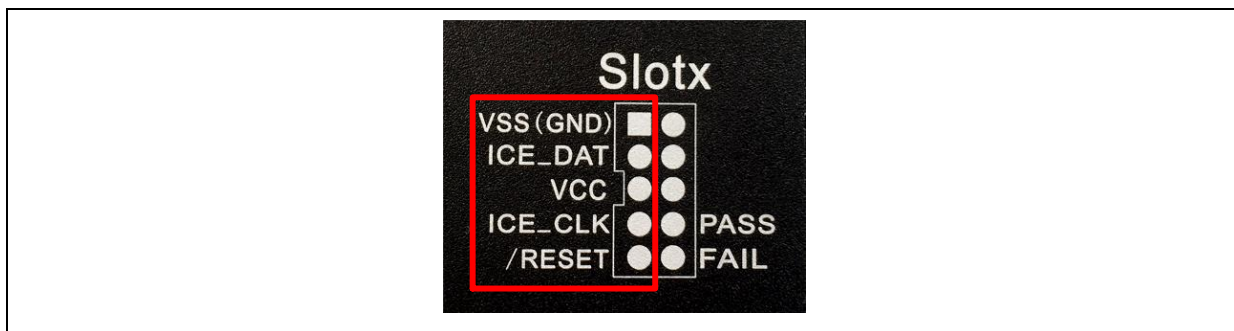 Slotx
VSS(GND)
ICE_DAT
VCC
ICE_CLK PASS
/RESET FAIL